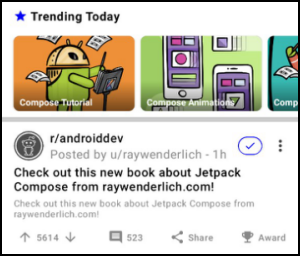 Trending Today
Compose Tutorial
Compose Animations
Comp
r/androiddev
Posted by u/raywenderlich - 1h
Check out this new book about Jetpack
Compose from raywenderlich.com!
Check out this new book about Jetpack Compose from
raywenderlich.com!
5614
523
Share
Award